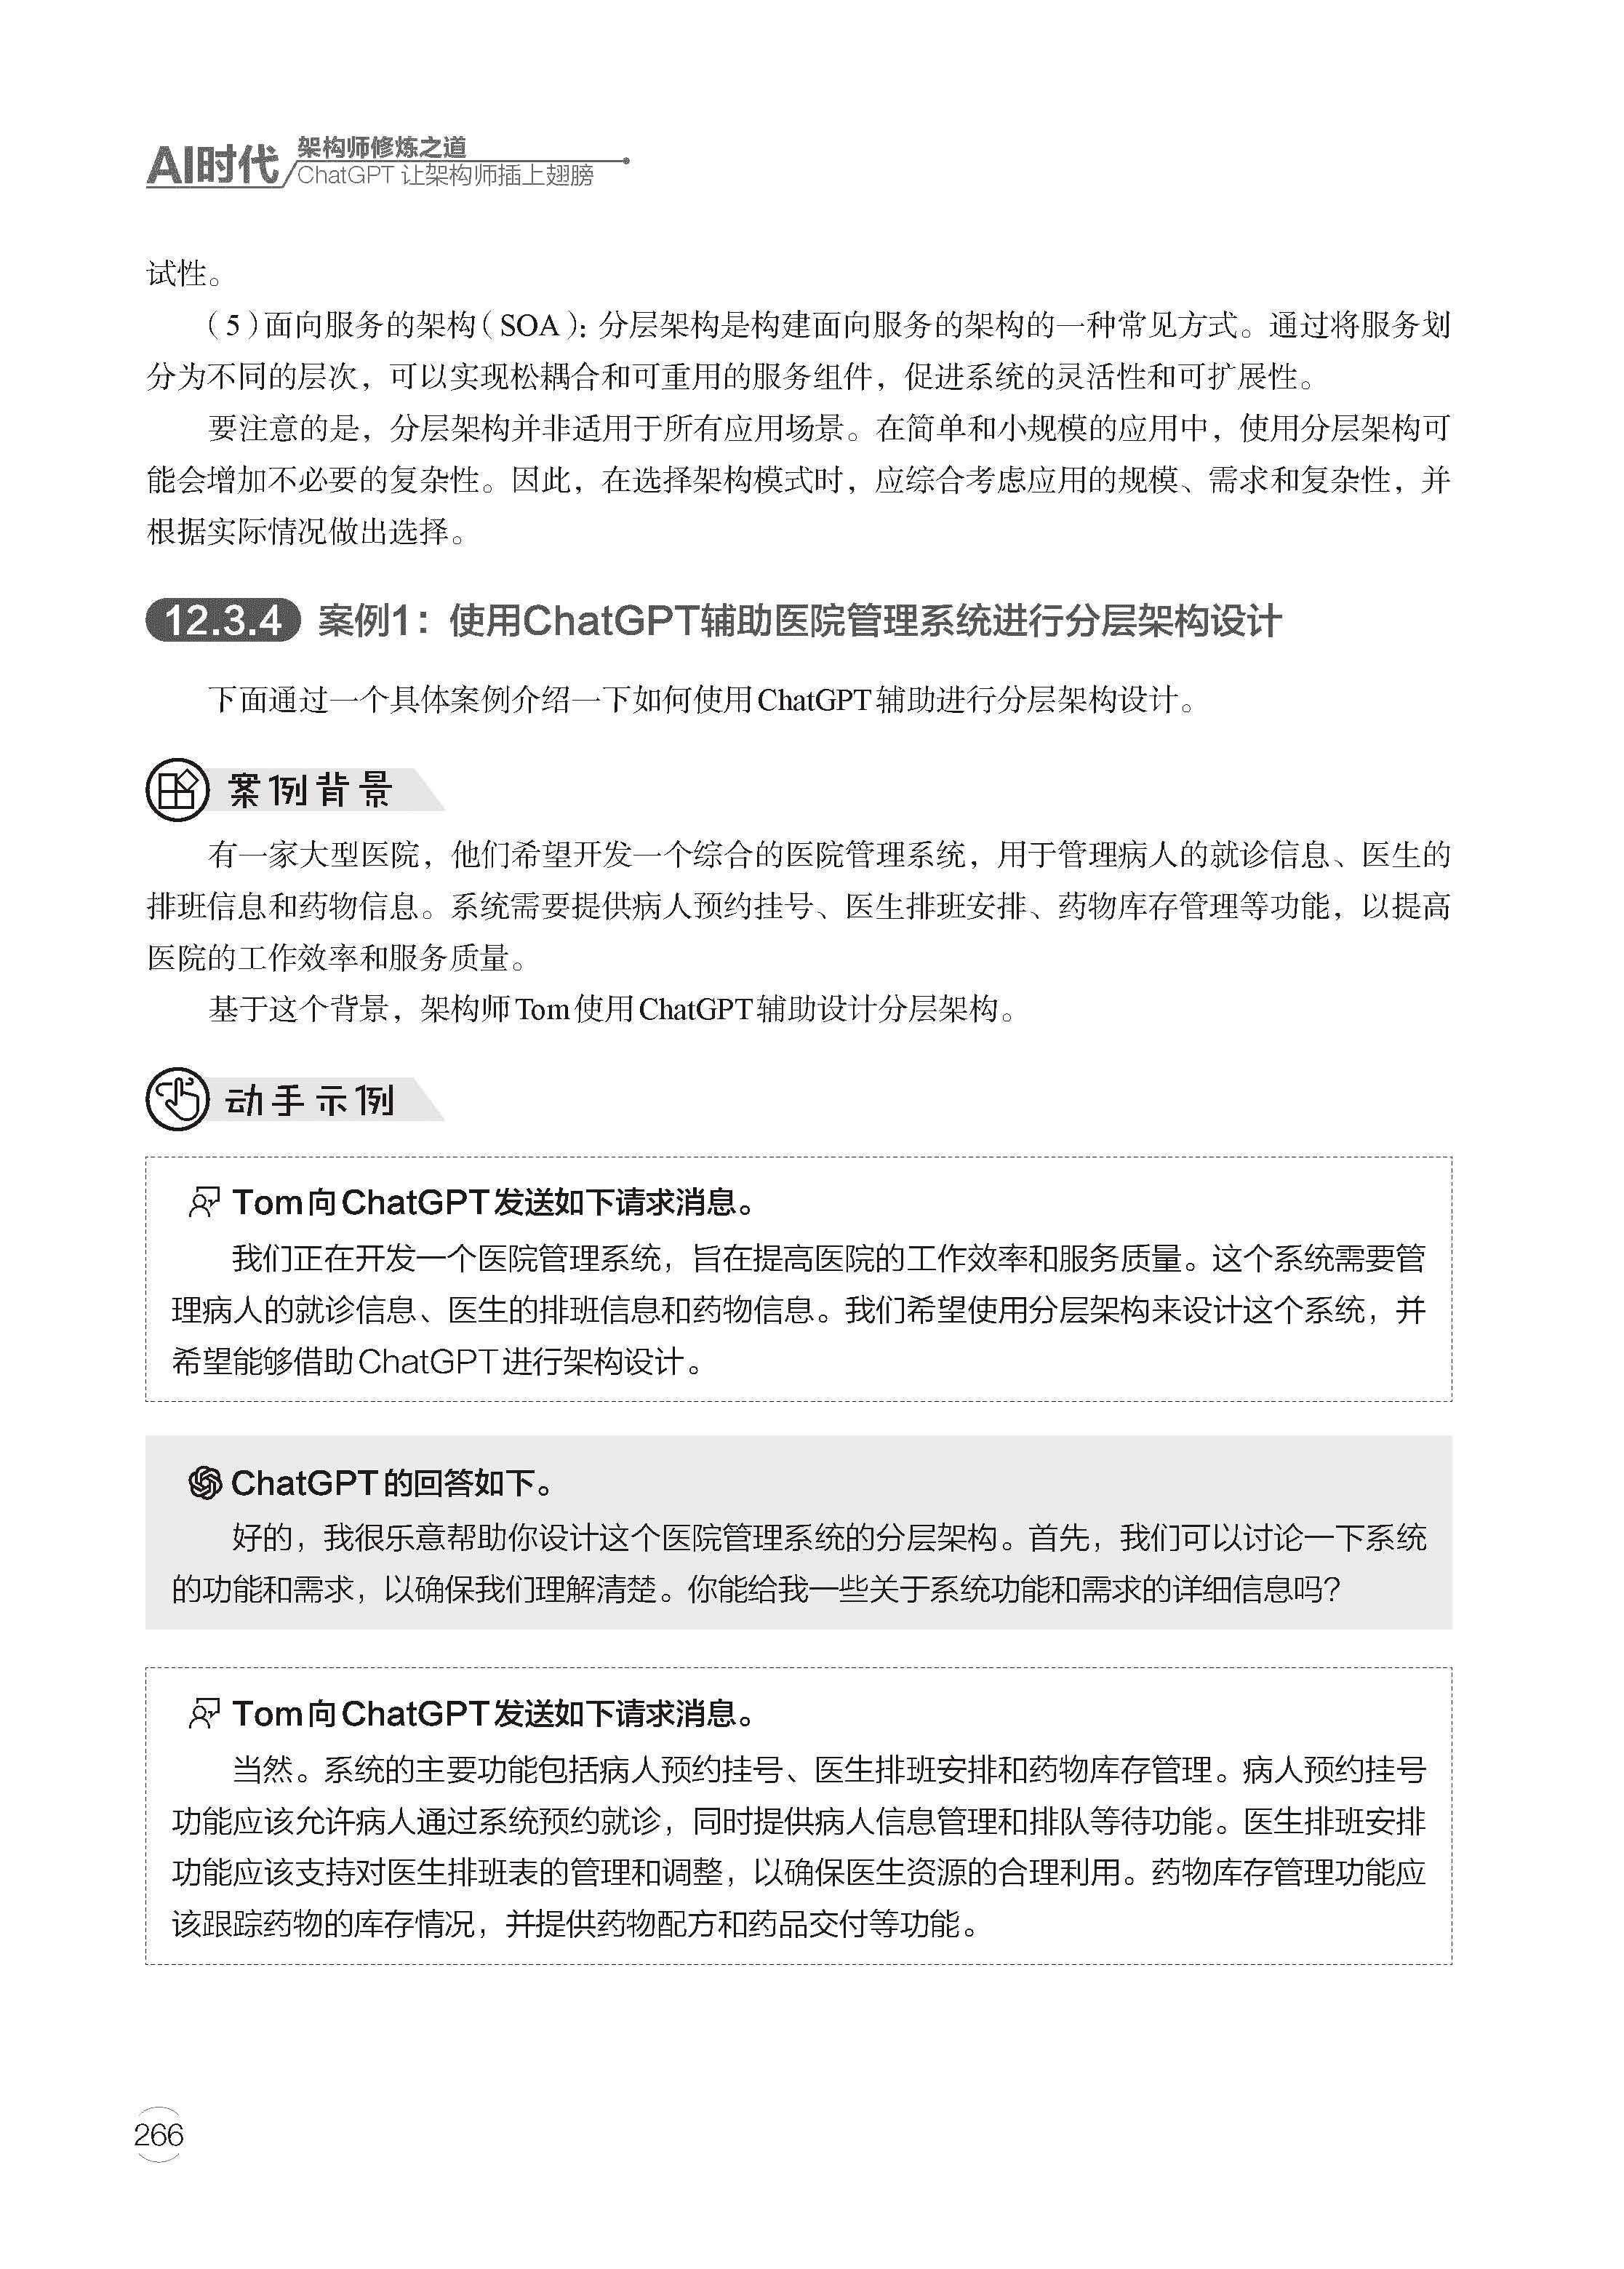 AI时代 架构师修炼之道
ChatGPT 让架构师插上翅膀
试性。
（5）面向服务的架构（SOA）：分层架构是构建面向服务的架构的一种常见方式。通过将服务划
分为不同的层次，可以实现松耦合和可重用的服务组件，促进系统的灵活性和可扩展性。
要注意的是，分层架构并非适用于所有应用场景。在简单和小规模的应用中，使用分层架构可
能会增加不必要的复杂性。因此，在选择架构模式时，应综合考虑应用的规模、需求和复杂性，并
根据实际情况做出选择。
12.3.4 案例1：使用ChatGPT辅助医院管理系统进行分层架构设计
下面通过一个具体案例介绍一下如何使用ChatGPT辅助进行分层架构设计。
案例背景
有一家大型医院，他们希望开发一个综合的医院管理系统，用于管理病人的就诊信息、医生的
排班信息和药物信息。系统需要提供病人预约挂号、医生排班安排、药物库存管理等功能，以提高
医院的工作效率和服务质量。
基于这个背景，架构师Tom使用ChatGPT辅助设计分层架构。
动手示例
Tom向ChatGPT发送如下请求消息。
我们正在开发一个医院管理系统，旨在提高医院的工作效率和服务质量。这个系统需要管
理病人的就诊信息、医生的排班信息和药物信息。我们希望使用分层架构来设计这个系统，并
希望能够借助ChatGPT进行架构设计。
ChatGPT的回答如下。
好的，我很乐意帮助你设计这个医院管理系统的分层架构。首先，我们可以讨论一下系统
的功能和需求，以确保我们理解清楚。你能给我一些关于系统功能和需求的详细信息吗？
Tom向ChatGPT发送如下请求消息。
当然。系统的主要功能包括病人预约挂号、医生排班安排和药物库存管理。病人预约挂号
功能应该允许病人通过系统预约就诊，同时提供病人信息管理和排队等待功能。医生排班安排
功能应该支持对医生排班表的管理和调整，以确保医生资源的合理利用。药物库存管理功能应
该跟踪药物的库存情况，并提供药物配方和药品交付等功能。
266